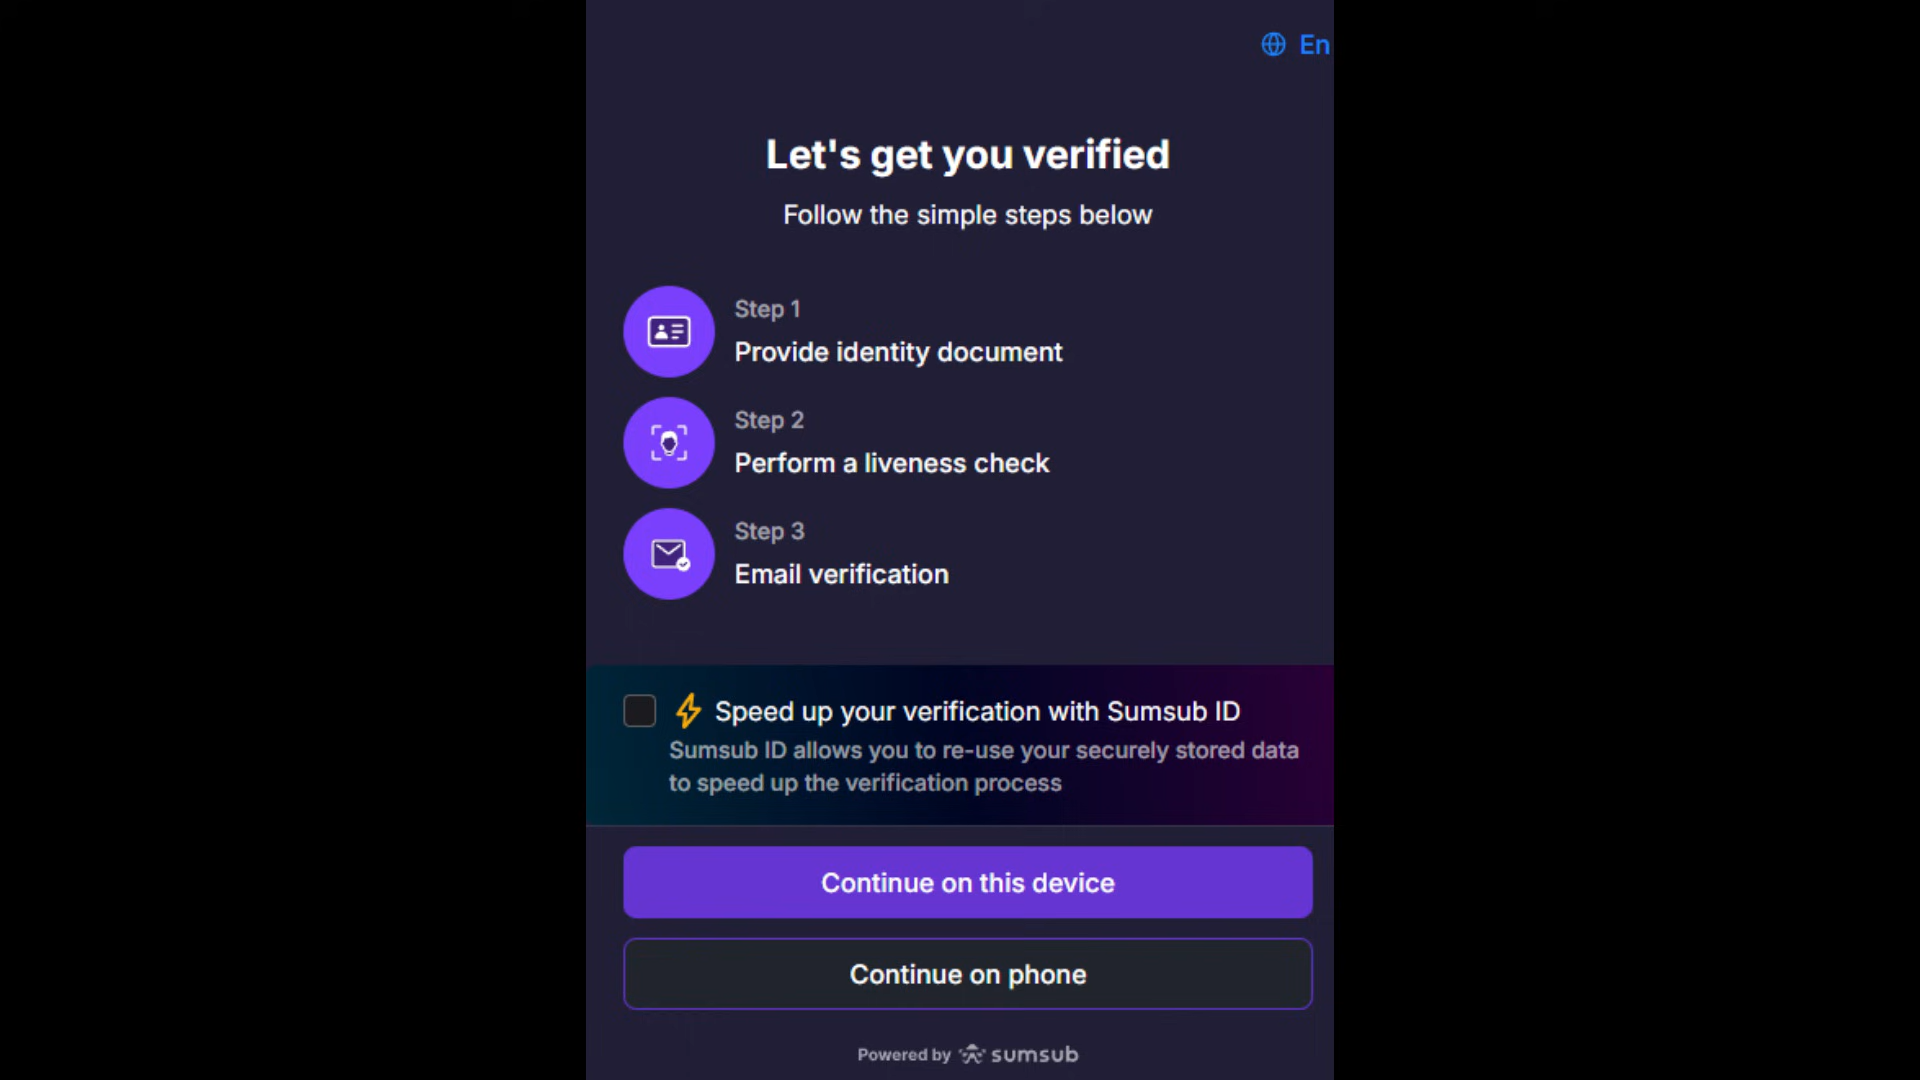 En
Let's get you verified
Follow the simple steps below
Step 1
Provide identity document
Step 2
Perform a liveness check
Step 3
Email verification
Speed up your verification with Sumsub ID
Sumsub ID allows you to re-use your securely stored data
to speed up the verification process
Continue on this device
Continue on phone
Powered by sumsub